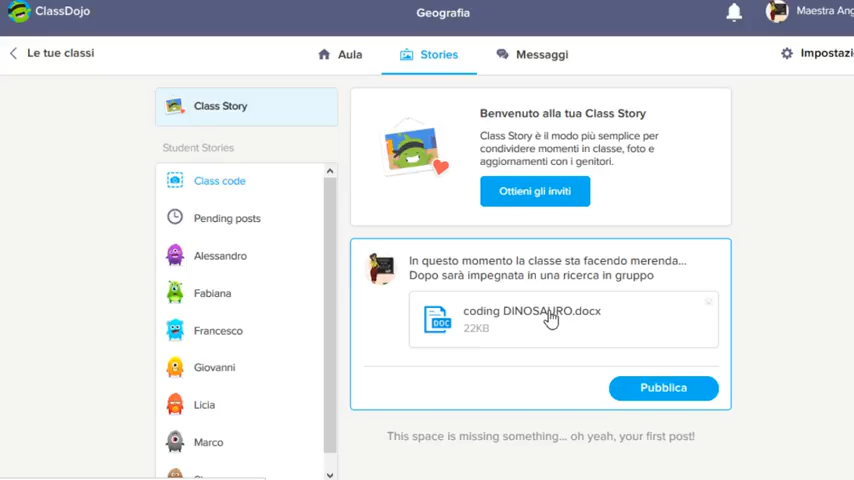 ClassDojo
Geografia
Maestra Ang
Le tue classi
Aula
Stories
Messaggi
Impostazi
Class Story
Student Stories
Class code
Pending posts
Alessandro
Fabiana
Francesco
Giovanni
Licia
Marco
Benvenuto alla tua Class Story
Class Story è il modo più semplice per
condividere momenti in classe, foto e
aggiornamenti con i genitori.
Ottieni gli inviti
In questo momento la classe sta facendo merenda...
Dopo sarà impegnata in una ricerca in gruppo
DOC
coding DINOSAURO.docx
22KB
Pubblica
This space is missing something... oh yeah, your first post!